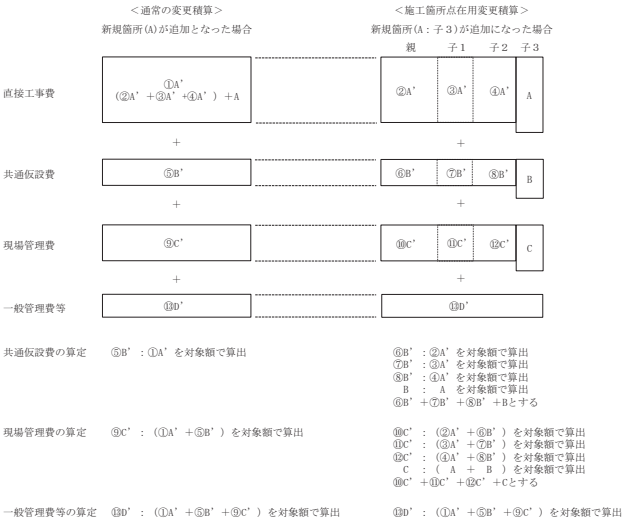 ＜通常の変更積算＞　＜施工箇所点在用変更積算＞
新規箇所(A)が追加となった場合　新規箇所(A：子３)が追加になった場合
親　子１　子２　子３
直接工事費　①A’　②A’　③A’　④A’　A
(②A’＋③A’+④A’)＋A
＋　＋
共通仮設費　⑤B’　⑥B’　⑦B’　⑧B’　B
＋　＋
現場管理費　⑨C’　⑩C’　⑪C’　⑫C’　C
＋　＋
一般管理費等　⑬D’　⑬D’
共通仮設費の算定　⑤B’：①A’を対象額で算出　⑥B’：②A’を対象額で算出
⑦B’：③A’を対象額で算出
⑧B’：④A’を対象額で算出
B　：　A　を対象額で算出
⑥B’＋⑦B’＋⑧B’＋Bとする
現場管理費の算定　⑨C’：(①A’＋⑤B’)を対象額で算出　⑩C’：(②A’＋⑥B’)を対象額で算出
⑪C’：(③A’＋⑦B’)を対象額で算出
⑫C’：(④A’＋⑧B’)を対象額で算出
C　：(　A　＋　B　)を対象額で算出
⑩C’＋⑪C’＋⑫C’＋Cとする
一般管理費等の算定　⑬D’：(①A’＋⑤B’＋⑨C’)を対象額で算出　⑬D’：(①A’＋⑤B’＋⑨C’)を対象額で算出